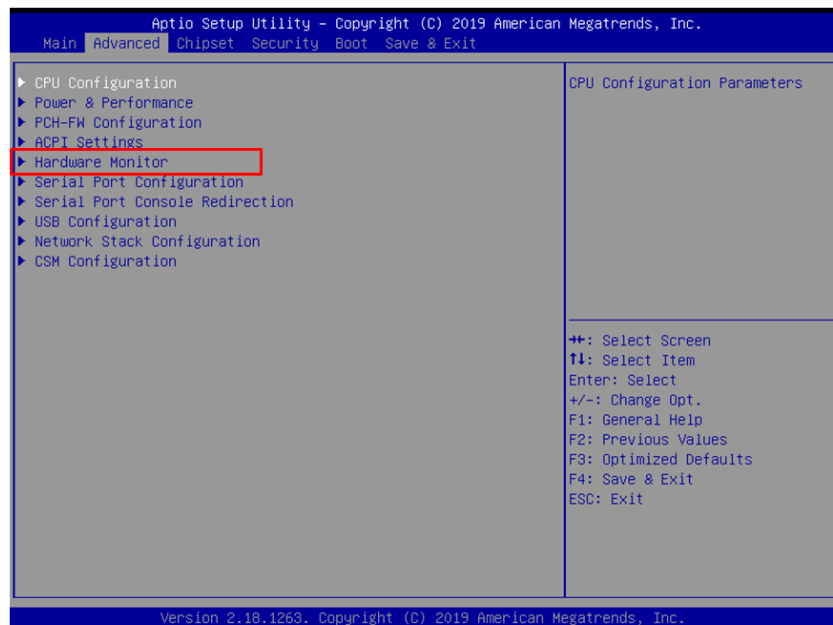 Aptio Setup Utility – Copyright (C) 2019 American Megatrends, Inc.
Main Advanced Chipset Security Boot Save & Exit
CPU Configuration
Power & Performance
PCH-FW Configuration
ACPI Settings
Hardware Monitor
Serial Port Configuration
Serial Port Console Redirection
USB Configuration
Network Stack Configuration
CSM Configuration
CPU Configuration Parameters
→←: Select Screen
↑↓: Select Item
Enter: Select
+/-: Change Opt.
F1: General Help
F2: Previous Values
F3: Optimized Defaults
F4: Save & Exit
ESC: Exit
Version 2.18.1263. Copyright (C) 2019 American Megatrends, Inc.